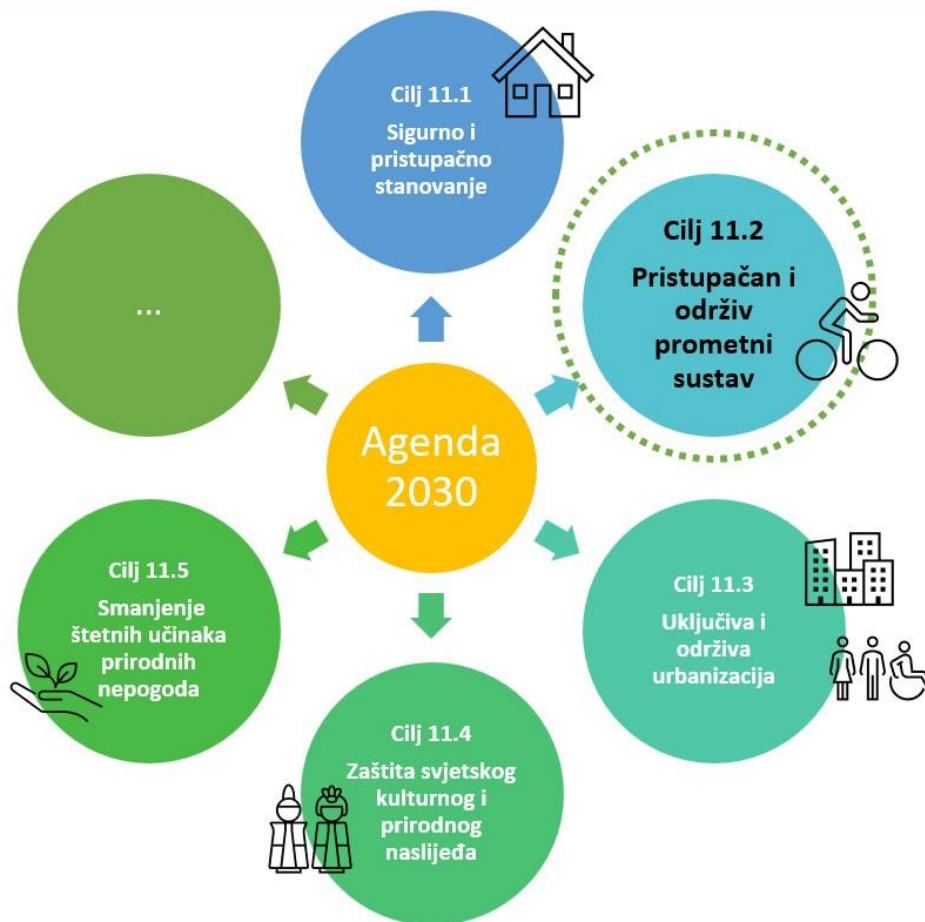 Cilj 11.1
Sigurno i
pristupačno
stanovanje
Cilj 11.2
Pristupačan i
održiv
prometni
sustav
...
Agenda
2030
Cilj 11.3
Uključiva i
održiva
urbanizacija
Cilj 11.5
Smanjenje
štetnih učinaka
prirodnih
nepogoda
Cilj 11.4
Zaštita svjetskog
kulturnog i
prirodnog
naslijeđa